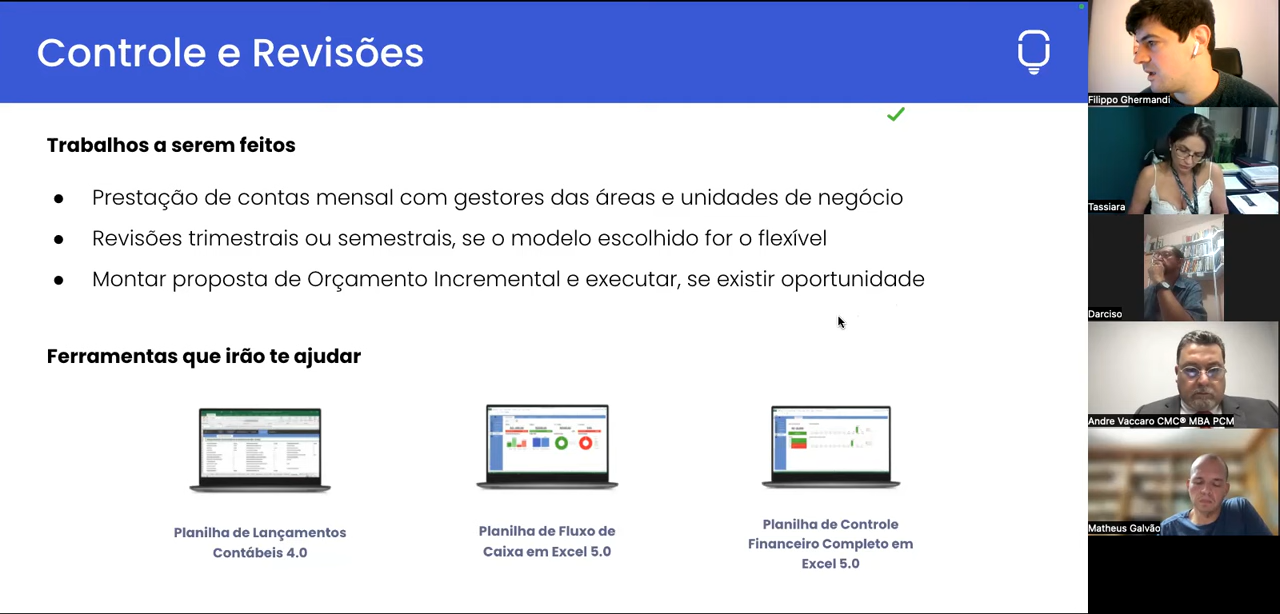 Controle e Revisões
Trabalhos a serem feitos
● Prestação de contas mensal com gestores das áreas e unidades de negócio
● Revisões trimestrais ou semestrais, se o modelo escolhido for o flexível
● Montar proposta de Orçamento Incremental e executar, se existir oportunidade
Ferramentas que irão te ajudar
Planilha de Lançamentos
Contábeis 4.0
Planilha de Fluxo de
Caixa em Excel 5.0
Planilha de Controle
Financeiro Completo em
Excel 5.0
Filippo Ghermandi
Tassiara
Darciso
Andre Vaccaro CMC® MBA PCM
Matheus Galvão